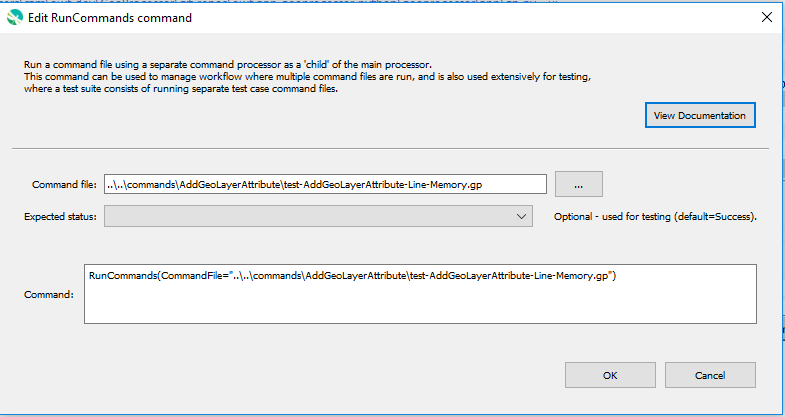 Edit RunCommands command
Run a command file using a separate command processor as a 'child' of the main processor.
This command can be used to manage workflow where multiple command files are run, and is also used extensively for testing,
where a test suite consists of running separate test case command files.
View Documentation
Command file: ..\..\commands\AddGeoLayerAttribute\test-AddGeoLayerAttribute-Line-Memory.gp ...
Expected status: Optional - used for testing (default=Success).
RunCommands(CommandFile="..\..\commands\AddGeoLayerAttribute\test-AddGeoLayerAttribute-Line-Memory.gp")
Command:
OK Cancel